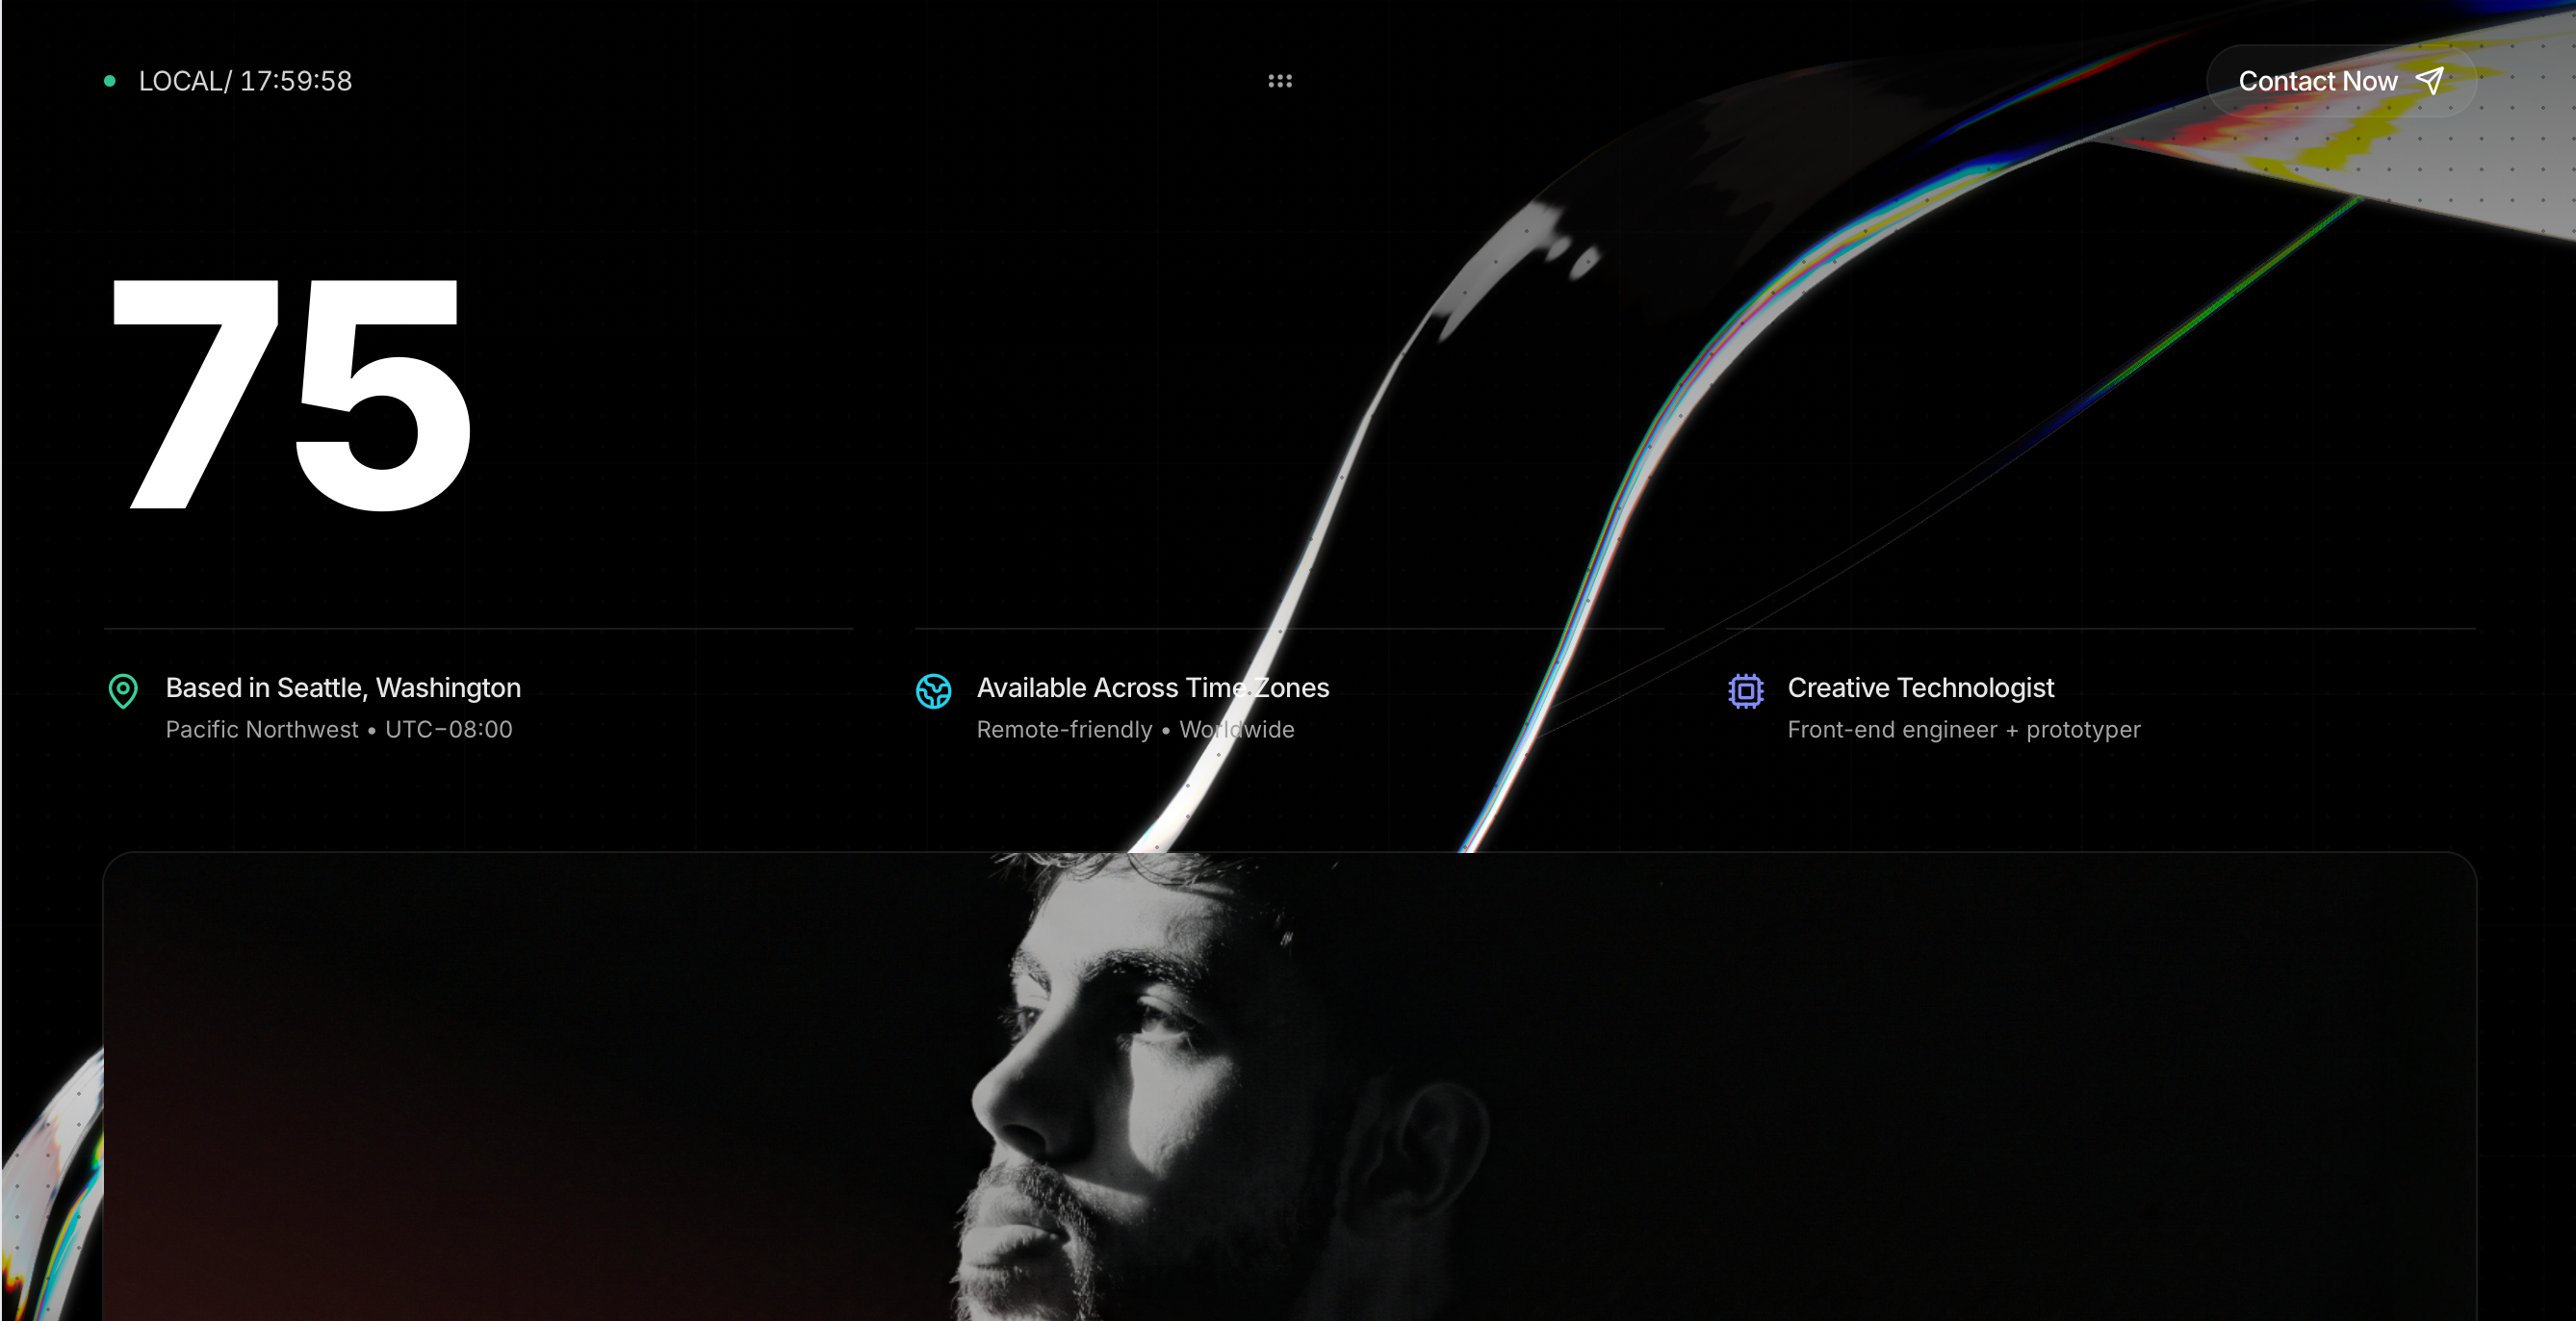 LOCAL/ 17:59:58
Contact Now
75
Based in Seattle, Washington
Pacific Northwest • UTC−08:00
Available Across Time Zones
Remote-friendly • Worldwide
Creative Technologist
Front-end engineer + prototyper